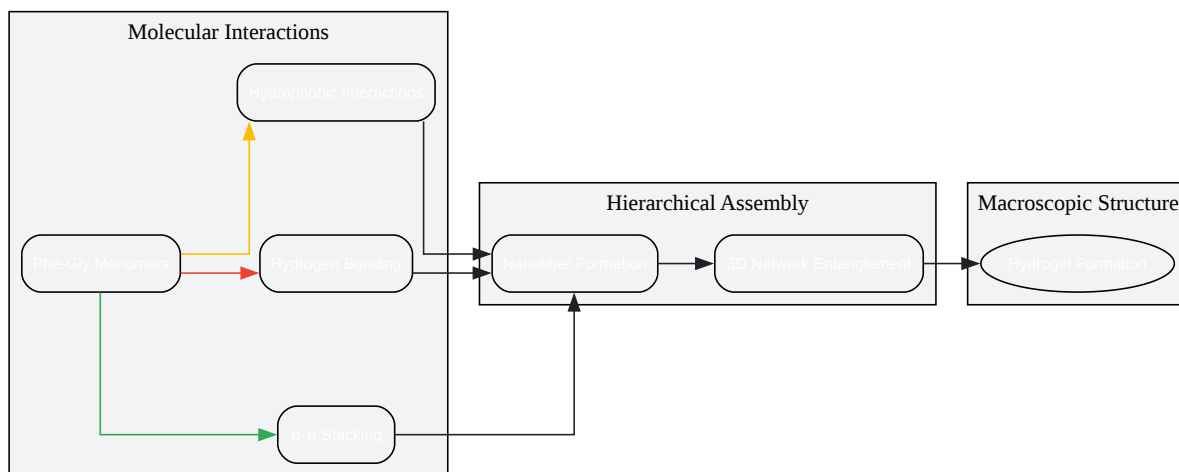 Molecular Interactions
Hydrophobic Interactions
Phe-Gly Monomers
Hydrogen Bonding
π-π Stacking
Hierarchical Assembly
Nanofiber Formation
3D Network Entanglement
Macroscopic Structure
Hydrogel Formation